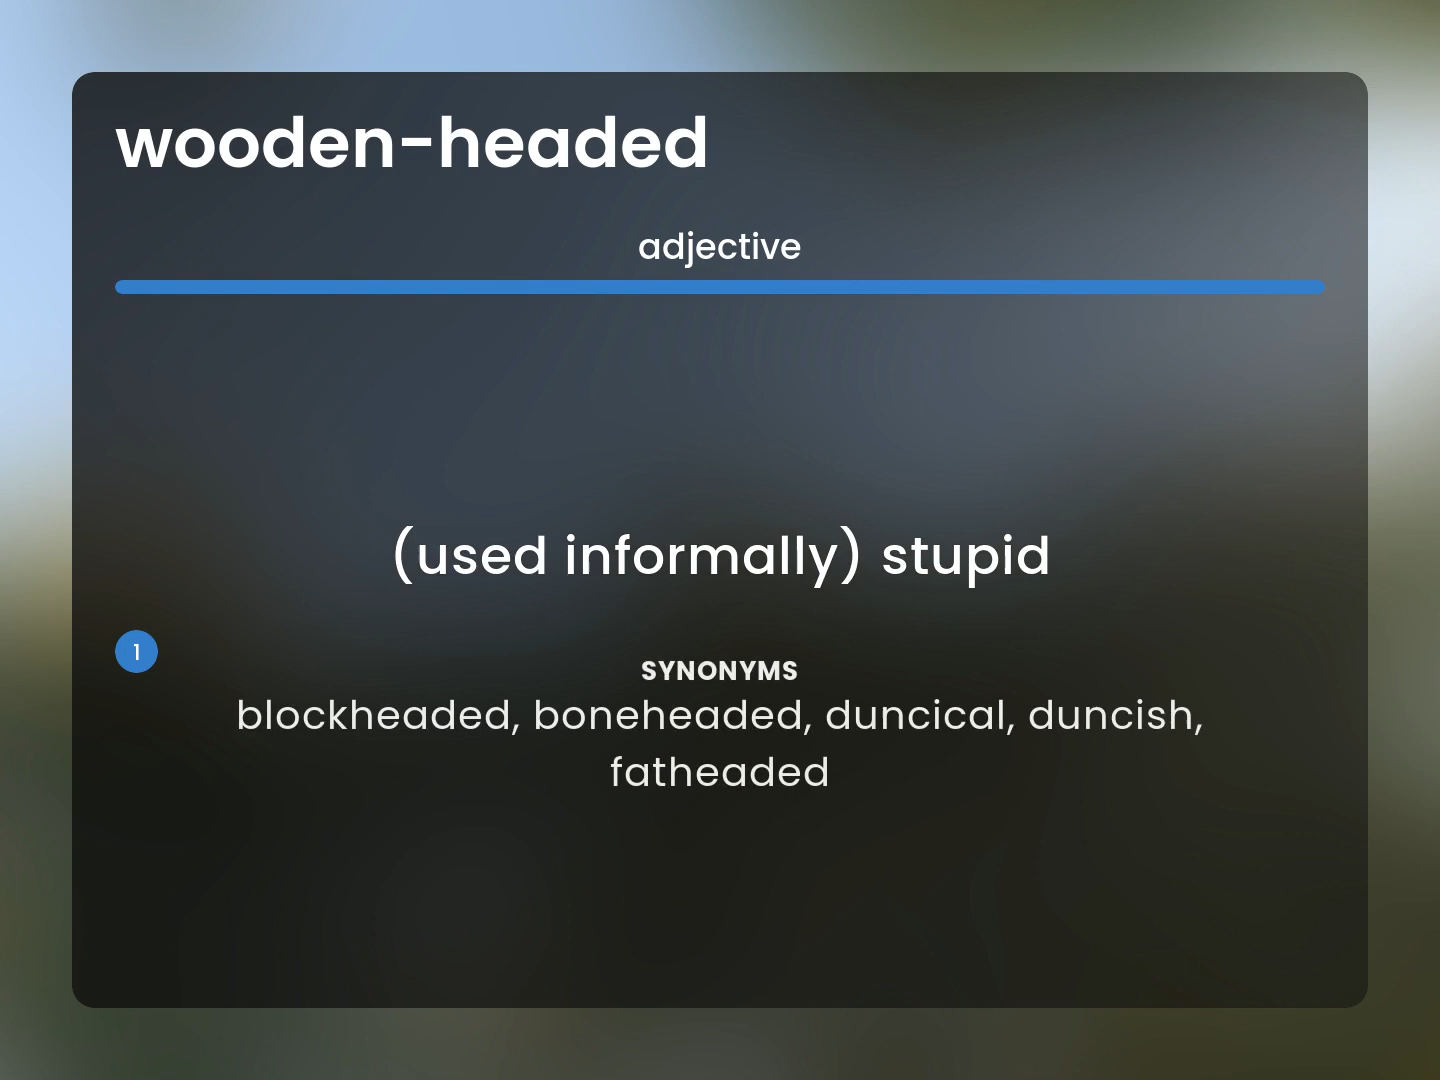 wooden-headed
adjective
(used informally) stupid
1
SYNONYMS
blockheaded, boneheaded, duncical, duncish,
fatheaded